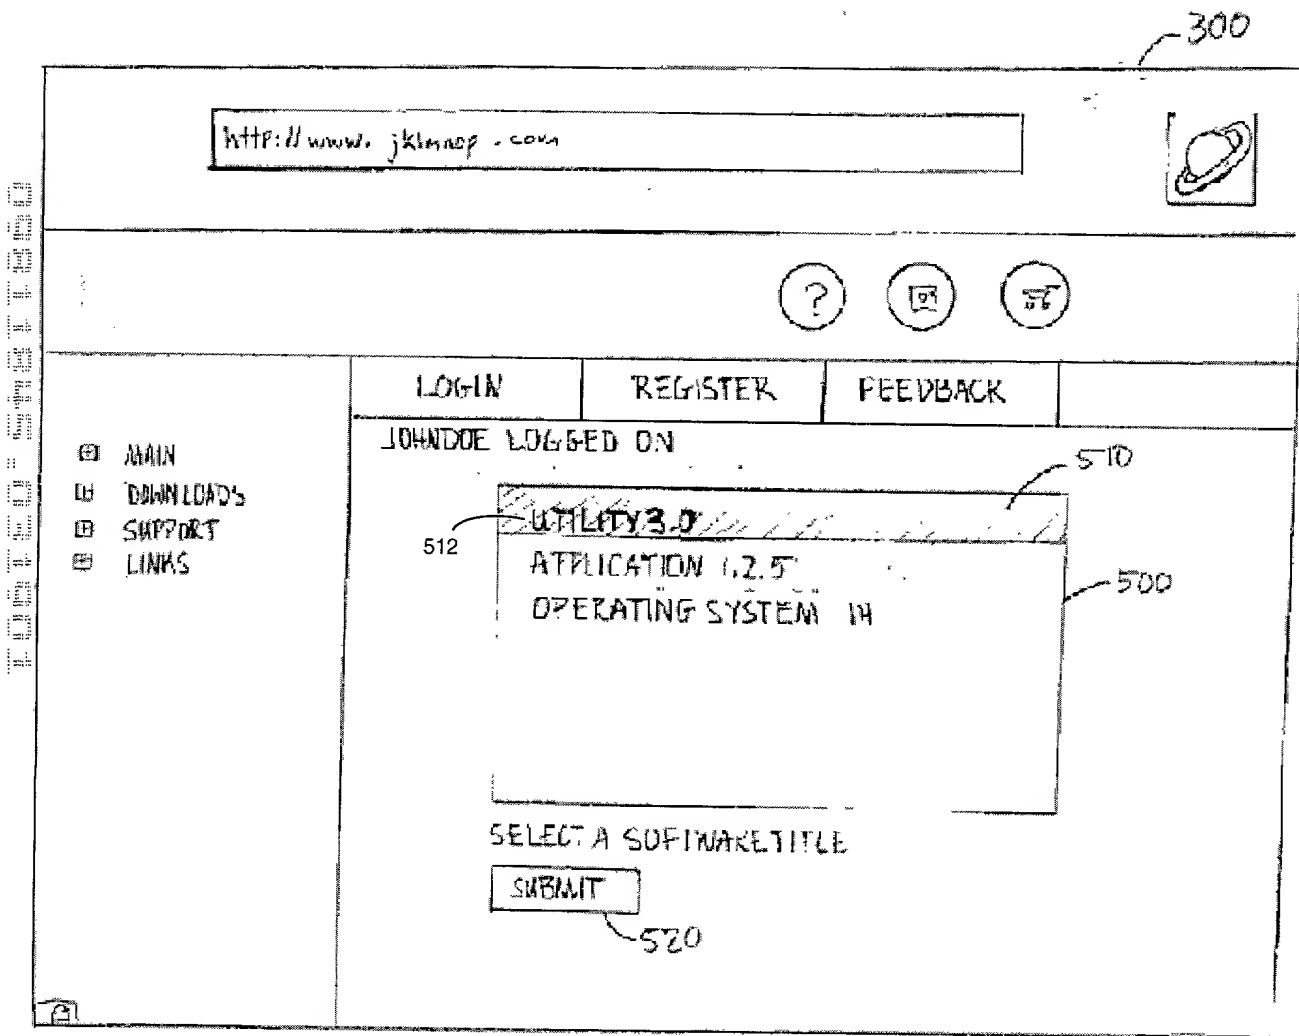 300
http://www. jklmnop . com
?
LOGIN REGISTER FEEDBACK
JOHNDOE LOGGED ON
MAIN
DOWNLOADS
SUPPORT
LINKS
510
UTILITY 3.0
512
APPLICATION 1.2.5
500
OPERATING SYSTEM 14
SELECT A SOFTWARE TITLE
SUBMIT
520